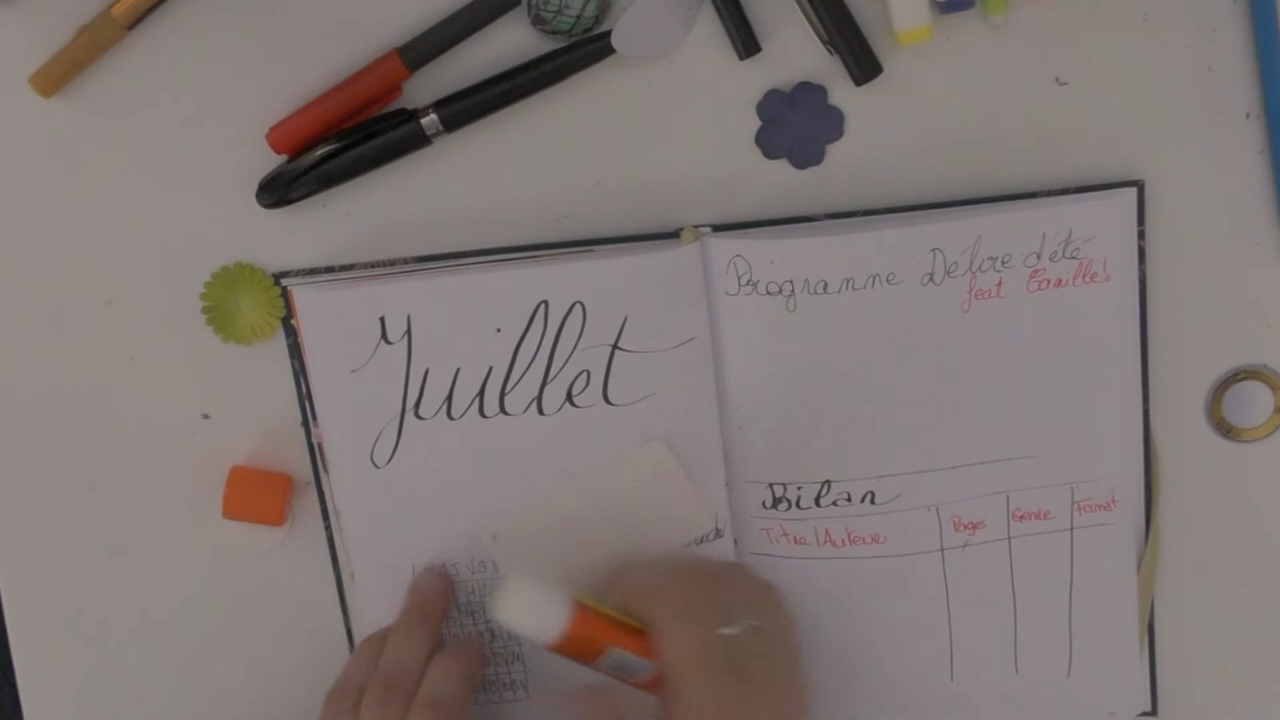 Juillet
Programme Délire d'été
feat Camille!
Bilan
Titre/Auteur Pages Genre Format